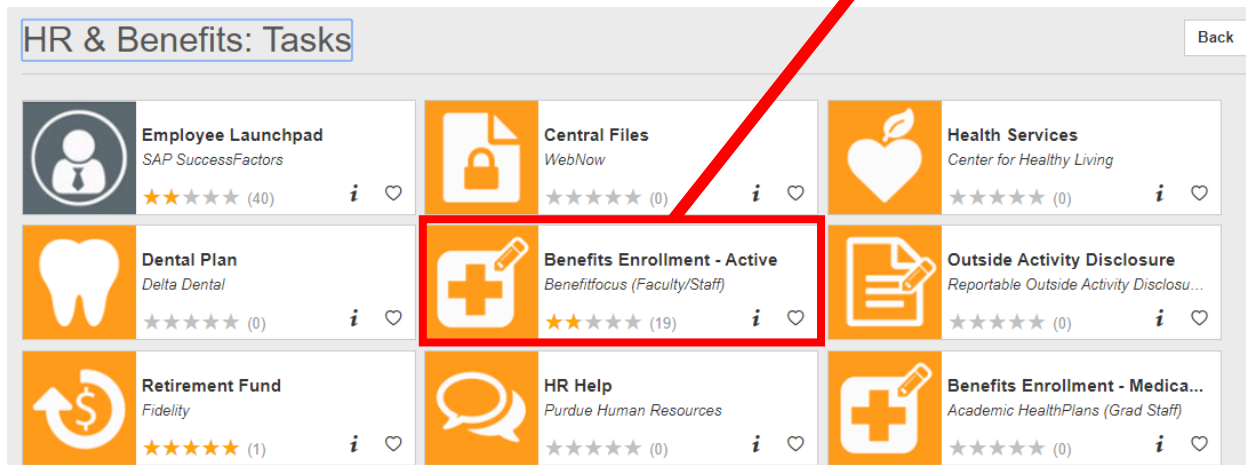 HR & Benefits: Tasks
Back
Employee Launchpad
SAP SuccessFactors
(40)
i
Central Files
WebNow
(0)
i
Health Services
Center for Healthy Living
(0)
i
Dental Plan
Delta Dental
(0)
i
Benefits Enrollment - Active
Benefitfocus (Faculty/Staff)
(19)
i
Outside Activity Disclosure
Reportable Outside Activity Disclosu...
(0)
i
Retirement Fund
Fidelity
(1)
i
HR Help
Purdue Human Resources
(0)
i
Benefits Enrollment - Medica...
Academic HealthPlans (Grad Staff)
(0)
i